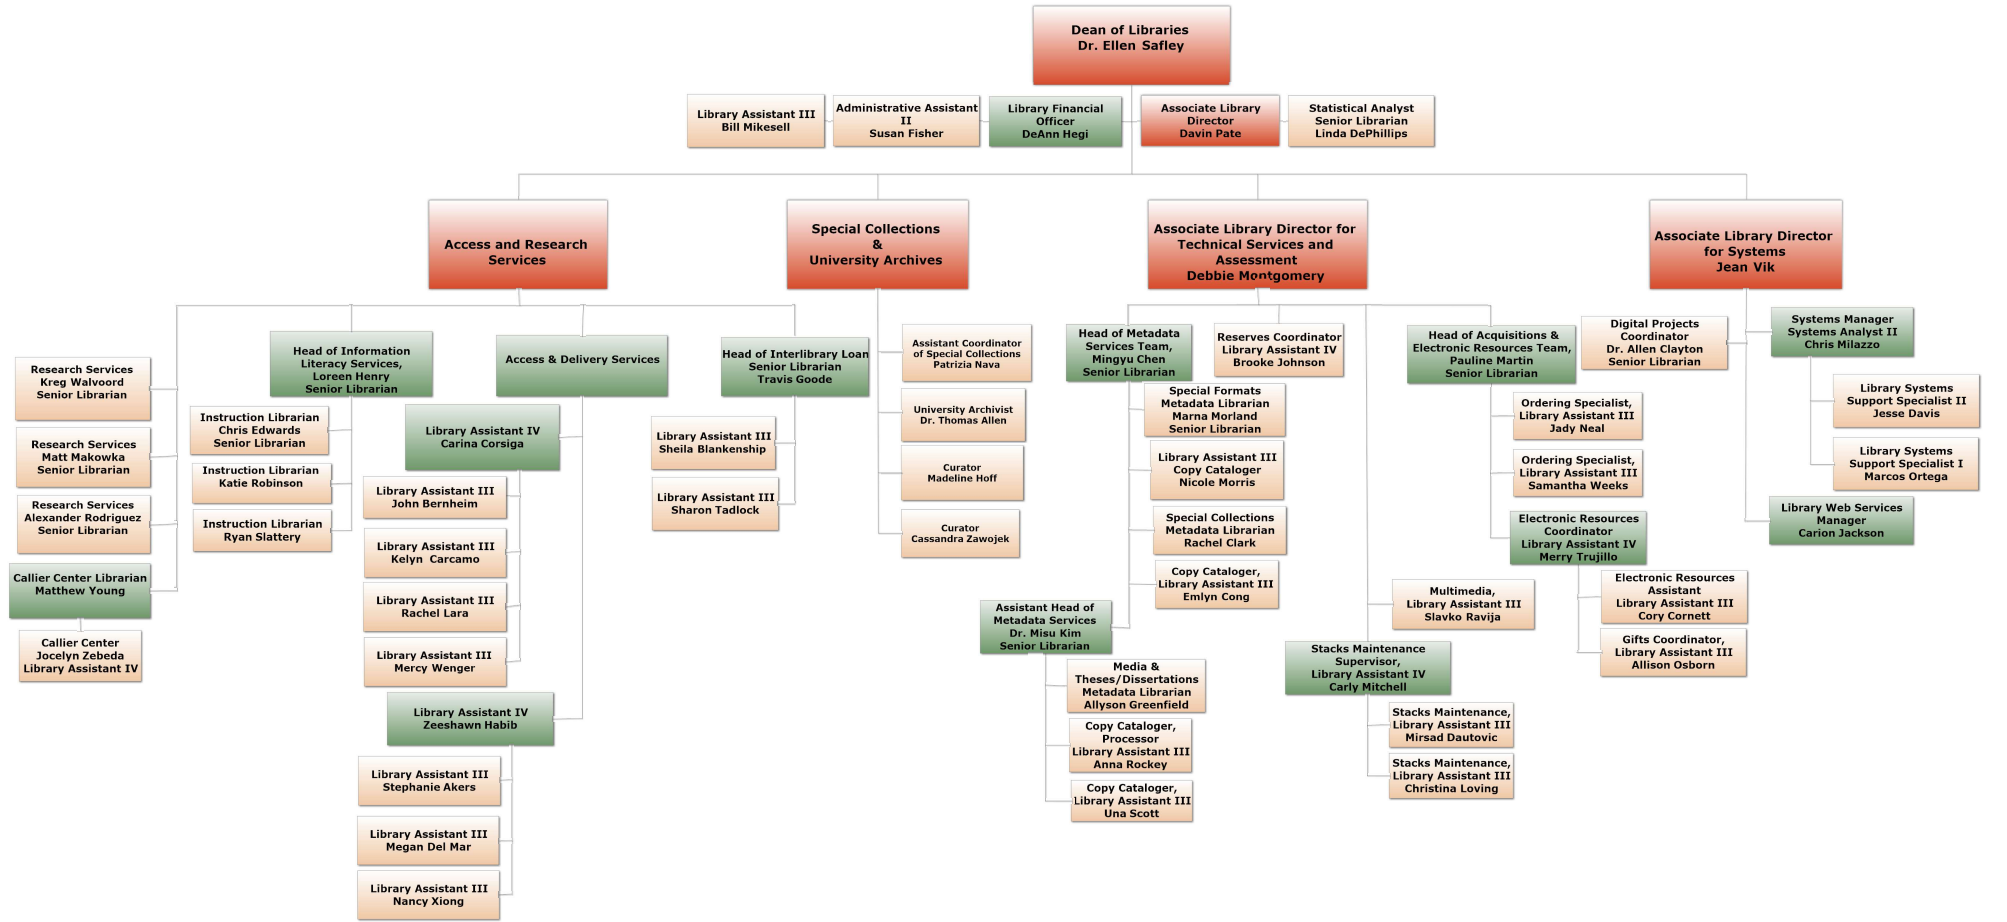 Dean of Libraries
Dr. Ellen Safley
Library Assistant III
Bill Mikesell
Administrative Assistant
II
Susan Fisher
Library Financial
Officer
DeAnn Hegi
Associate Library
Director
Davin Pate
Statistical Analyst
Senior Librarian
Linda DePhillips
Access and Research
Services
Special Collections
&
University Archives
Associate Library Director for
Technical Services and
Assessment
Debbie Montgomery
Associate Library Director
for Systems
Jean Vik
Research Services
Kreg Walvoord
Senior Librarian
Research Services
Matt Makowka
Senior Librarian
Research Services
Alexander Rodriguez
Senior Librarian
Callier Center Librarian
Matthew Young
Callier Center
Jocelyn Zebeda
Library Assistant IV
Head of Information
Literacy Services,
Loreen Henry
Senior Librarian
Instruction Librarian
Chris Edwards
Senior Librarian
Instruction Librarian
Katie Robinson
Instruction Librarian
Ryan Slattery
Access & Delivery Services
Library Assistant IV
Carina Corsiga
Library Assistant III
John Bernheim
Library Assistant III
Kelyn Carcamo
Library Assistant III
Rachel Lara
Library Assistant III
Mercy Wenger
Library Assistant IV
Zeeshawn Habib
Library Assistant III
Stephanie Akers
Library Assistant III
Megan Del Mar
Library Assistant III
Nancy Xiong
Head of Interlibrary Loan
Senior Librarian
Travis Goode
Library Assistant III
Sheila Blankenship
Library Assistant III
Sharon Tadlock
Assistant Coordinator
of Special Collections
Patrizia Nava
University Archivist
Dr. Thomas Allen
Curator
Madeline Hoff
Curator
Cassandra Zawojek
Head of Metadata
Services Team,
Mingyu Chen
Senior Librarian
Special Formats
Metadata Librarian
Marna Morland
Senior Librarian
Library Assistant III
Copy Cataloger
Nicole Morris
Special Collections
Metadata Librarian
Rachel Clark
Copy Cataloger,
Library Assistant III
Emlyn Cong
Assistant Head of
Metadata Services
Dr. Misu Kim
Senior Librarian
Media &
Theses/Dissertations
Metadata Librarian
Allyson Greenfield
Copy Cataloger,
Processor
Library Assistant III
Anna Rockey
Copy Cataloger,
Library Assistant III
Una Scott
Reserves Coordinator
Library Assistant IV
Brooke Johnson
Multimedia,
Library Assistant III
Slavko Ravija
Stacks Maintenance
Supervisor,
Library Assistant IV
Carly Mitchell
Stacks Maintenance,
Library Assistant III
Mirsad Dautovic
Stacks Maintenance,
Library Assistant III
Christina Loving
Head of Acquisitions &
Electronic Resources Team,
Pauline Martin
Senior Librarian
Ordering Specialist,
Library Assistant III
Jady Neal
Ordering Specialist,
Library Assistant III
Samantha Weeks
Electronic Resources
Coordinator
Library Assistant IV
Merry Trujillo
Electronic Resources
Assistant
Library Assistant III
Cory Cornett
Gifts Coordinator,
Library Assistant III
Allison Osborn
Digital Projects
Coordinator
Dr. Allen Clayton
Senior Librarian
Systems Manager
Systems Analyst II
Chris Milazzo
Library Systems
Support Specialist II
Jesse Davis
Library Systems
Support Specialist I
Marcos Ortega
Library Web Services
Manager
Carion Jackson